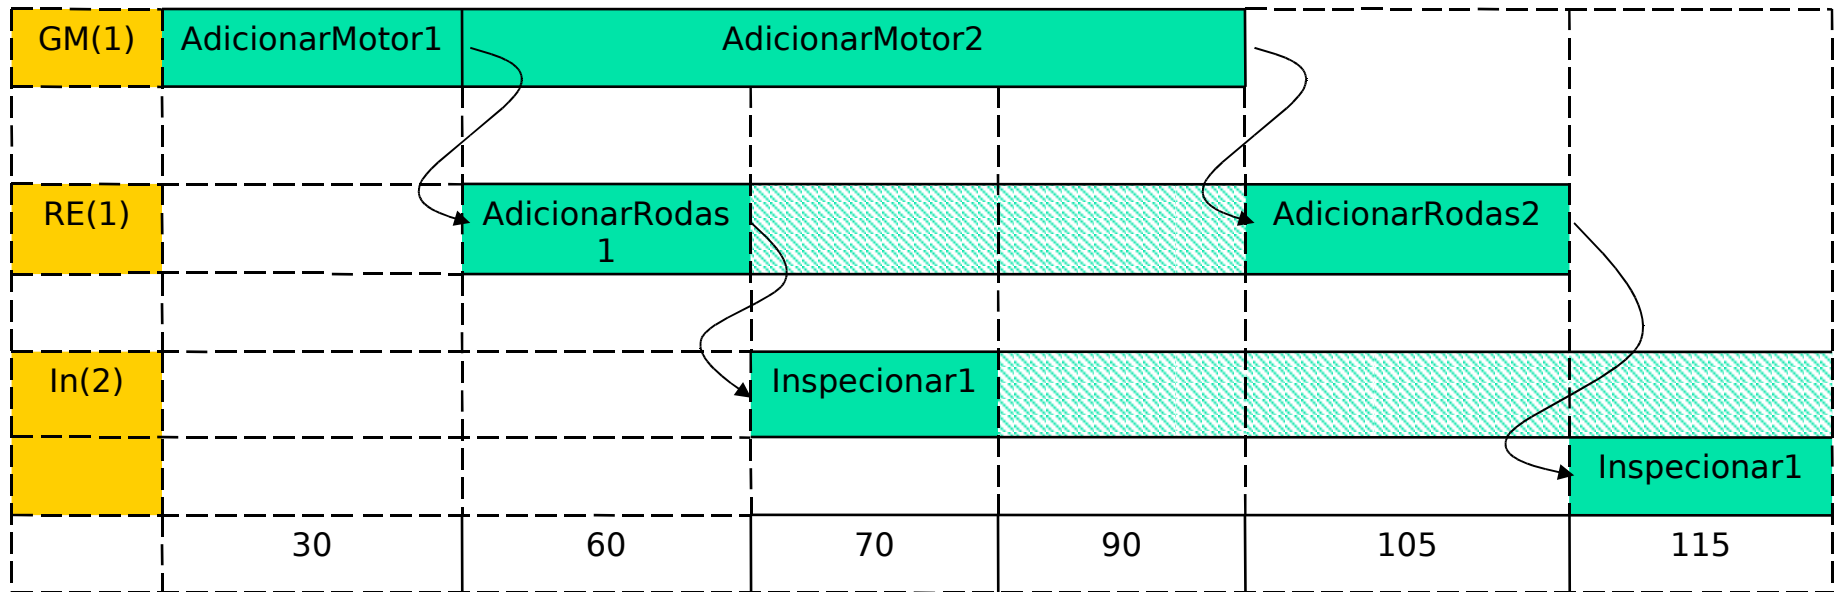 GM(1) AdicionarMotor1 AdicionarMotor2
RE(1) AdicionarRodas AdicionarRodas2
1
In(2) Inspecionar1
Inspecionar1
30 60 70 90 105 115